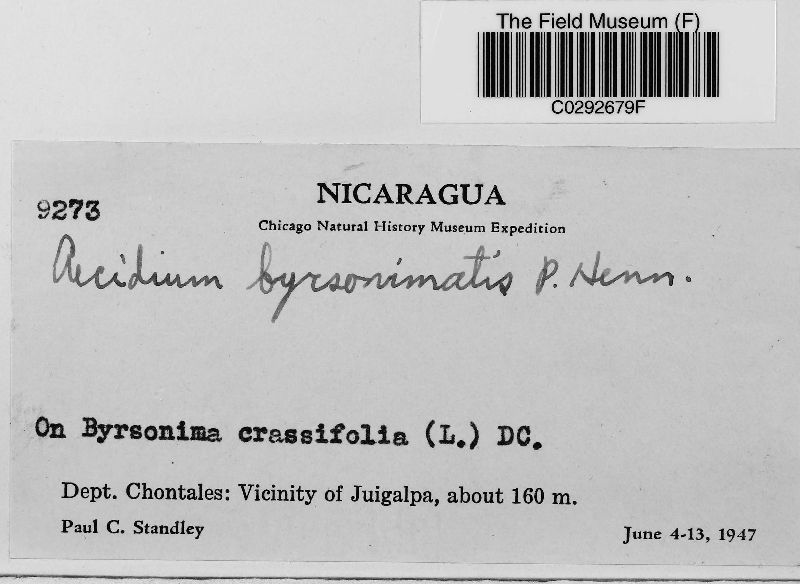 The Field Museum (F)
C0292679F
NICARAGUA
9273
Chicago Natural History Museum Expedition
Aecidium byrsonimatis P. Henn.
On Byrsonima crassifolia (L.) DC.
Dept. Chontales: Vicinity of Juigalpa, about 160 m.
Paul C. Standley
June 4-13, 1947